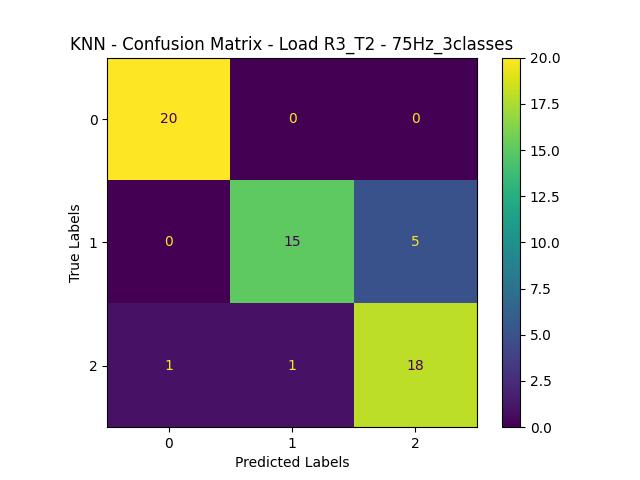 KNN - Confusion Matrix - Load R3_T2 - 75Hz_3classes
True Labels
0 20 0 0
1 0 15 5
2 1 1 18
0 1 2
Predicted Labels
20.0
17.5
15.0
12.5
10.0
7.5
5.0
2.5
0.0